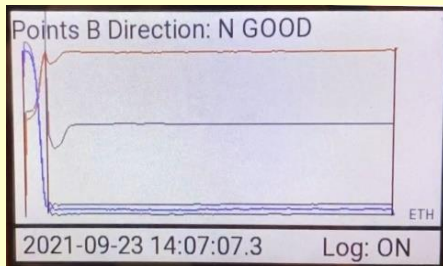 Points B Direction: N GOOD
ETH
2021-09-23 14:07:07.3 Log: ON